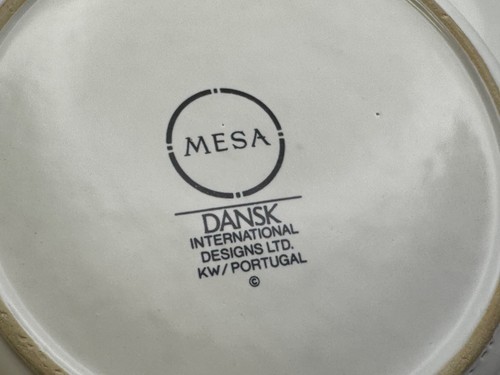 MESA
DANSK
INTERNATIONAL
DESIGNS LTD.
KW/PORTUGAL
©